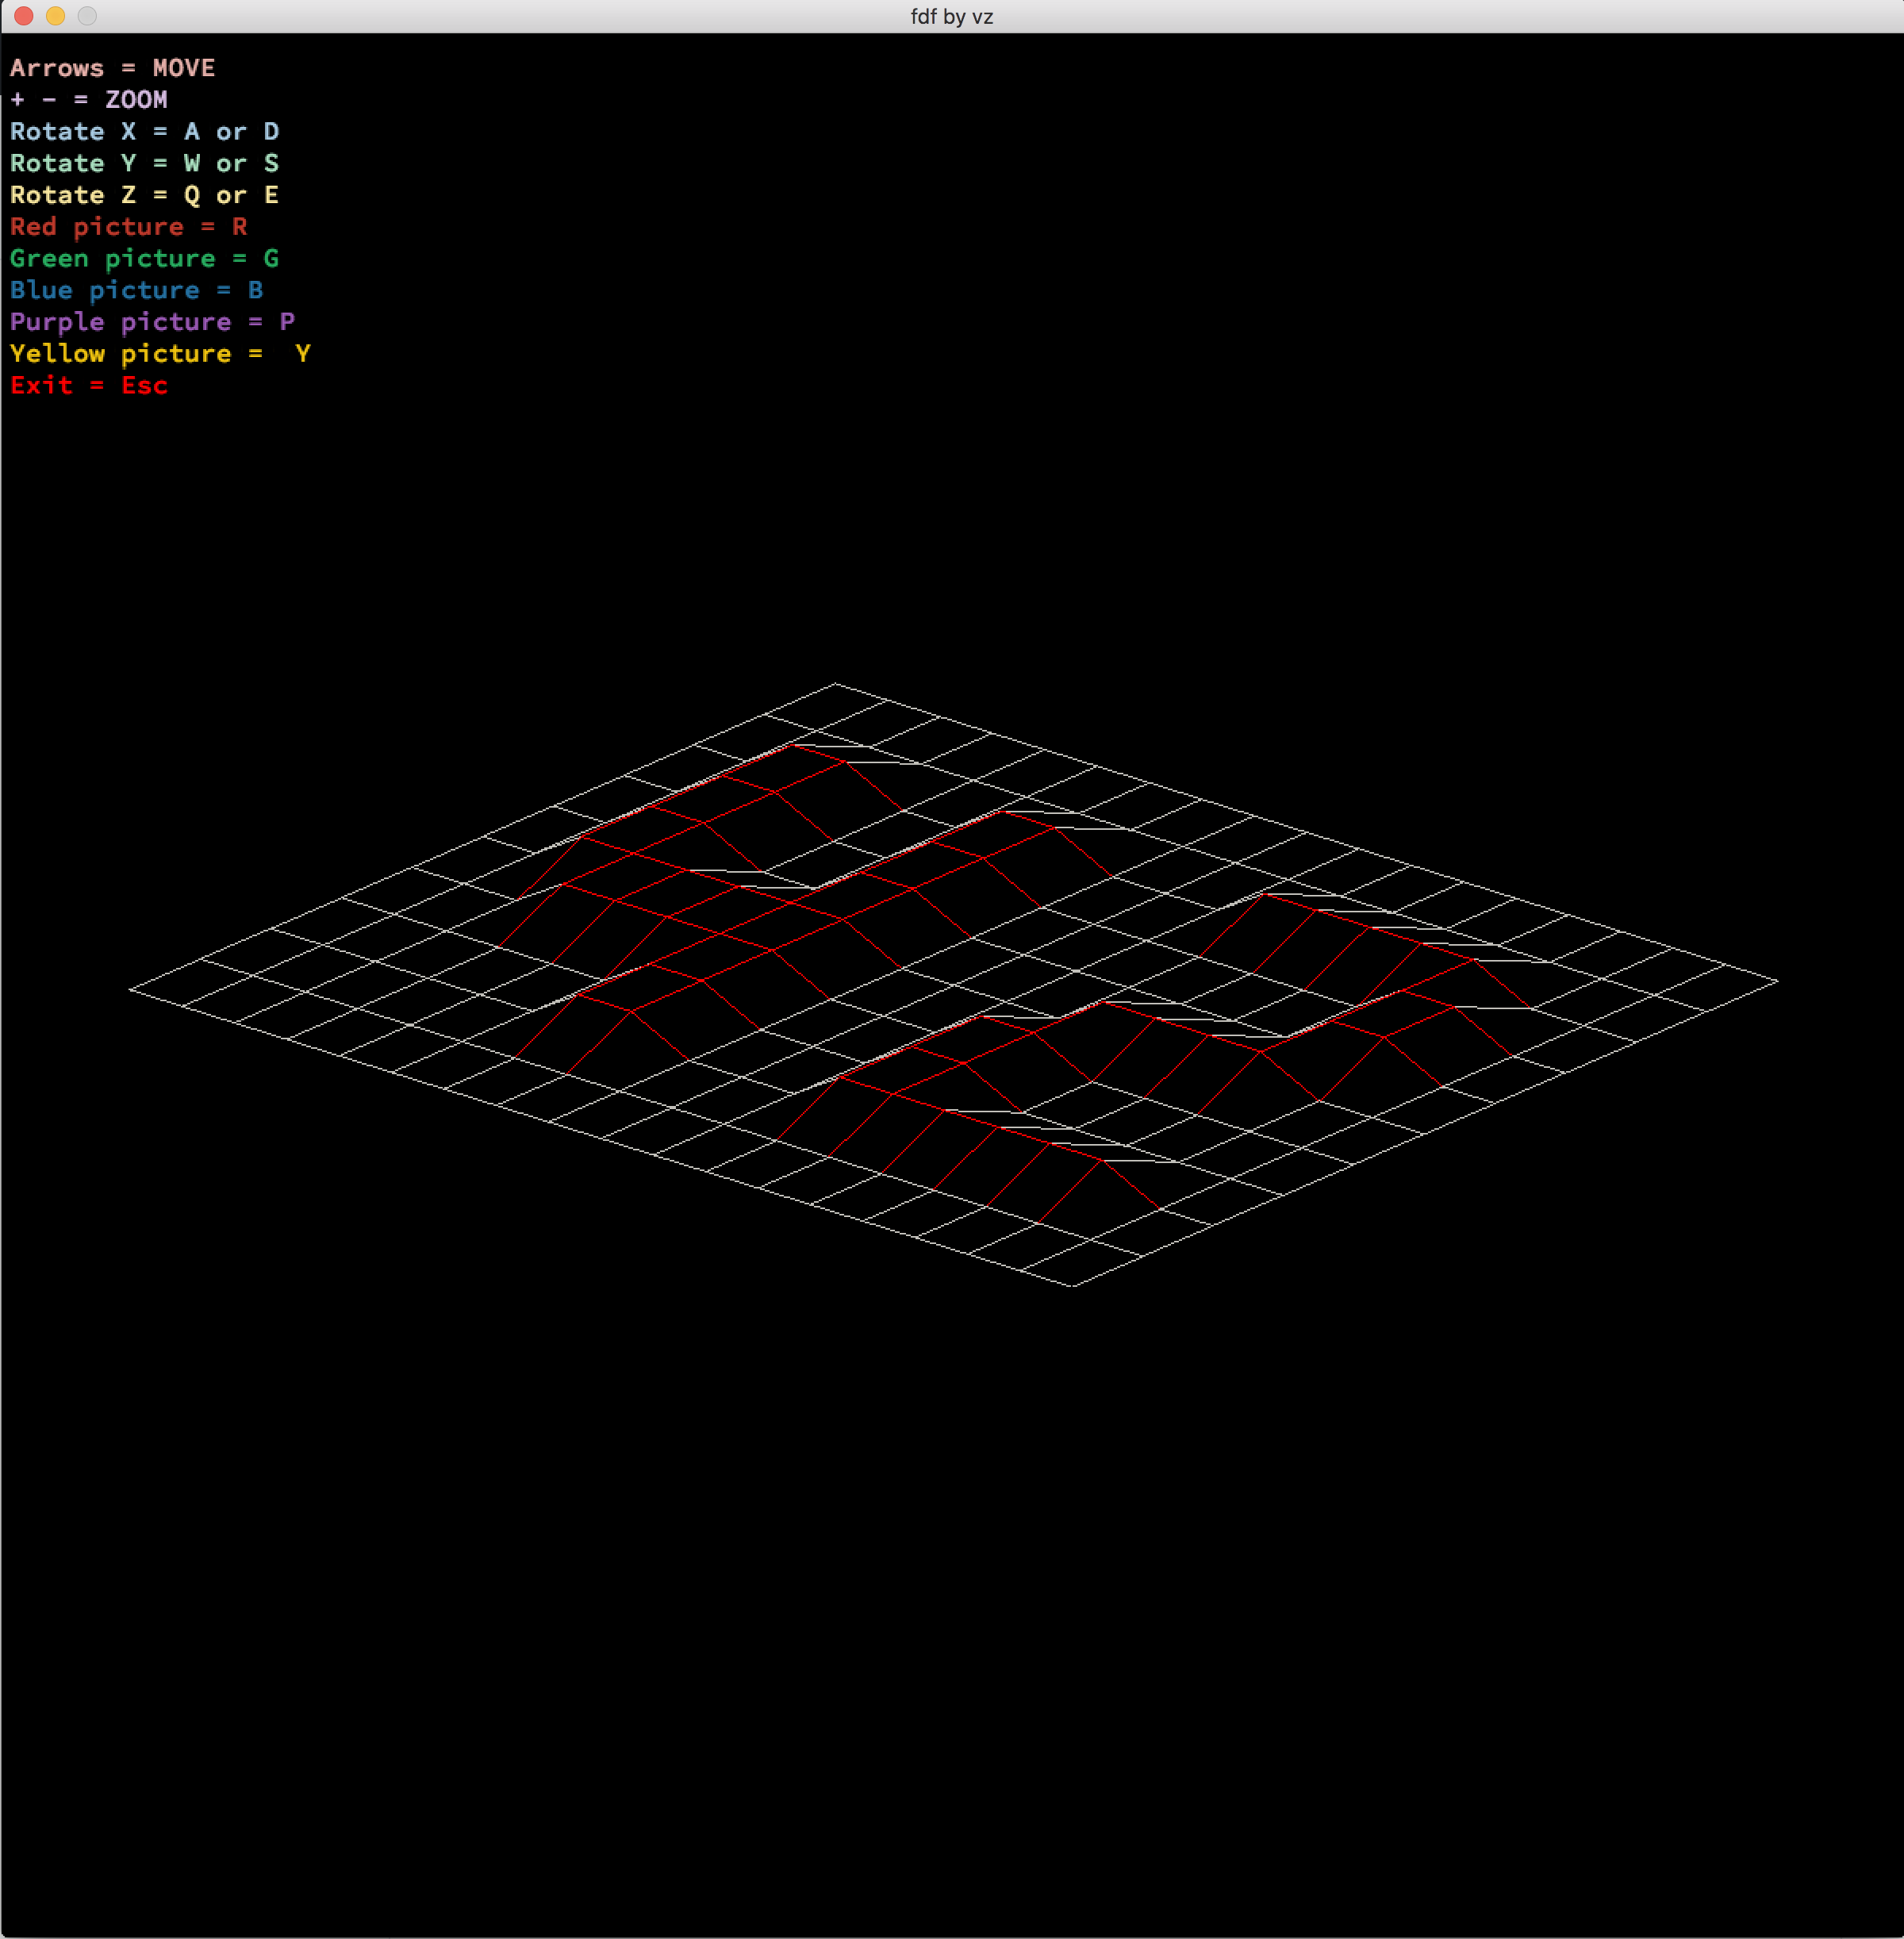 fdf by vz
Arrows = MOVE
+ - = ZOOM
Rotate X = A or D
Rotate Y = W or S
Rotate Z = Q or E
Red picture = R
Green picture = G
Blue picture = B
Purple picture = P
Yellow picture =  Y
Exit = Esc